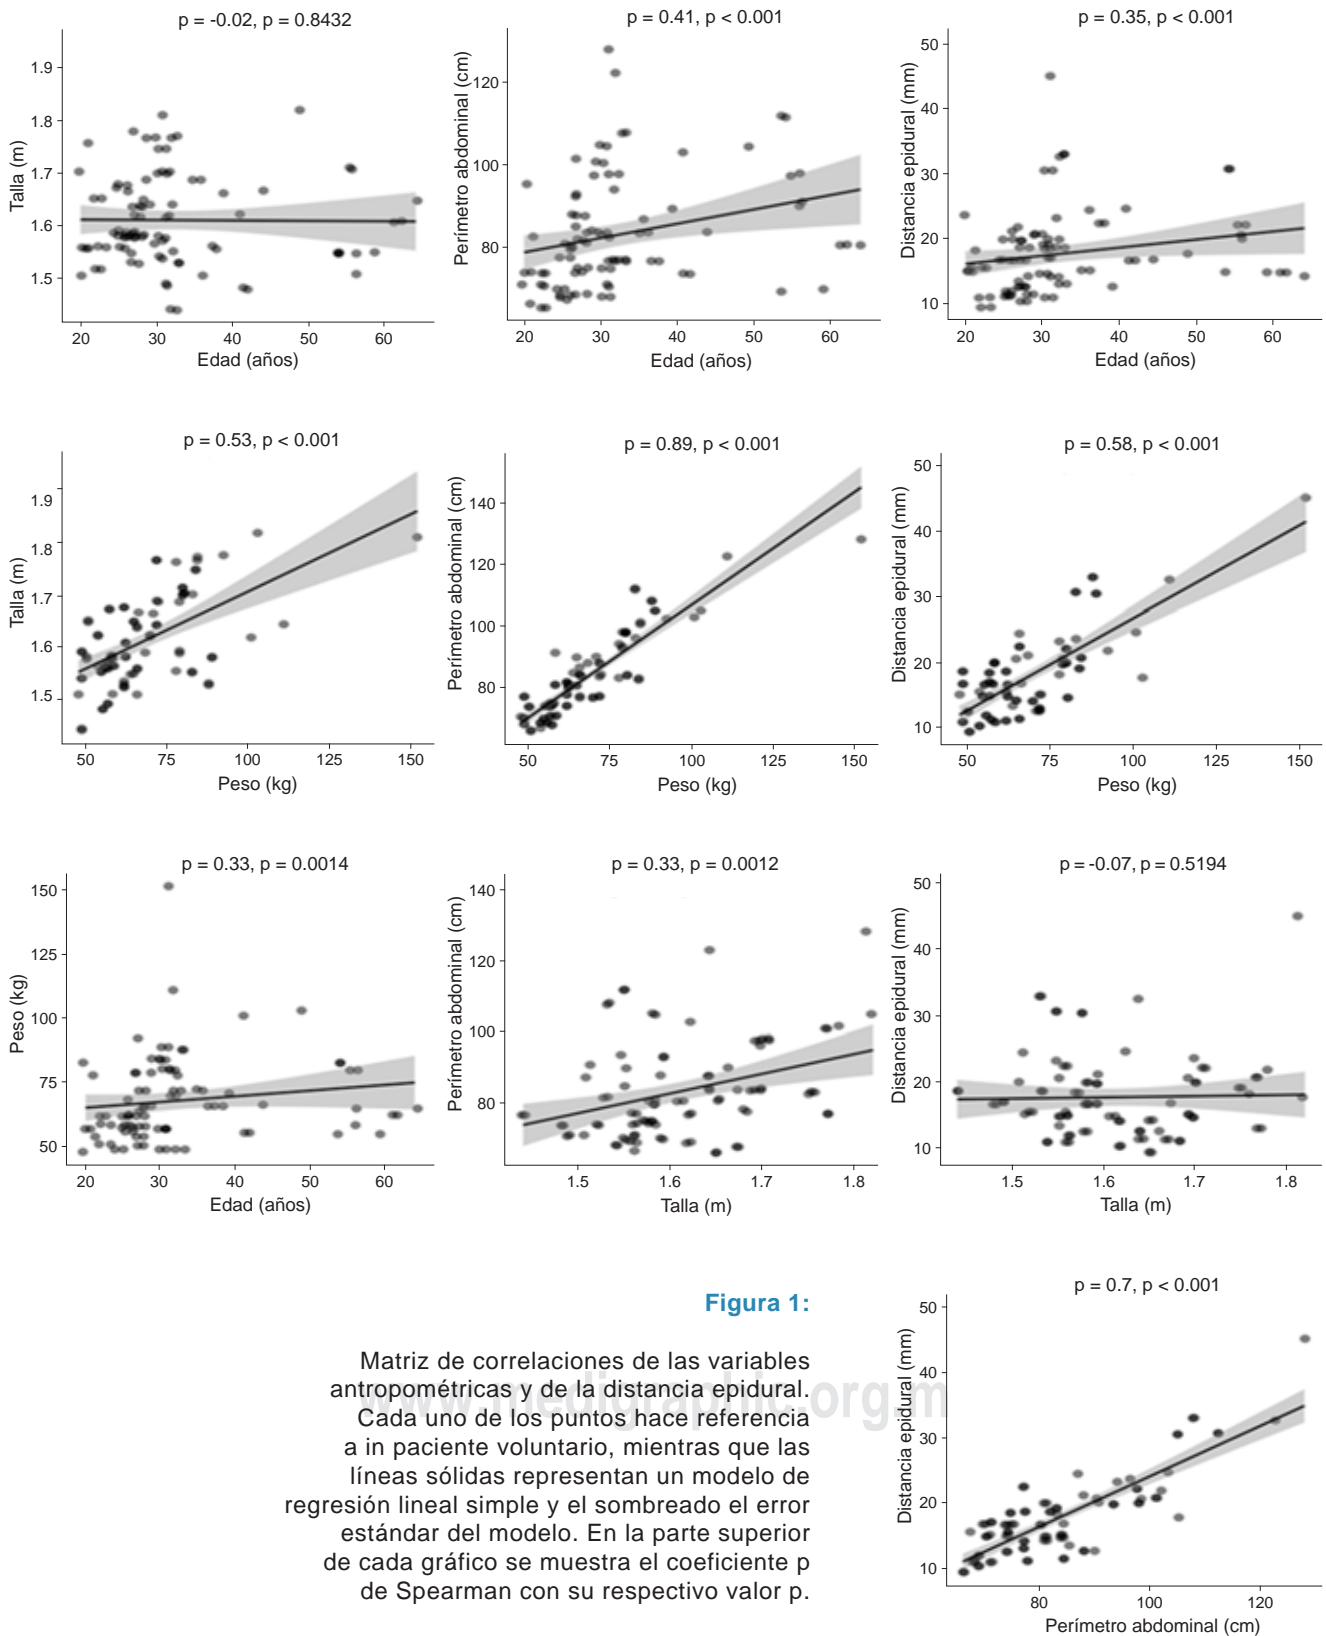 p = -0.02, p = 0.8432
Talla (m)
1.9
1.8
1.7
1.6
1.5
20 30 40 50 60
Edad (años)
p = 0.41, p < 0.001
Perímetro abdominal (cm)
120
100
80
20 30 40 50 60
Edad (años)
p = 0.35, p < 0.001
Distancia epidural (mm)
50
40
30
20
10
20 30 40 50 60
Edad (años)
p = 0.53, p < 0.001
Talla (m)
1.9
1.8
1.7
1.6
1.5
50 75 100 125 150
Peso (kg)
p = 0.89, p < 0.001
Perímetro abdominal (cm)
140
120
100
80
50 75 100 125 150
Peso (kg)
p = 0.58, p < 0.001
Distancia epidural (mm)
50
40
30
20
10
50 75 100 125 150
Peso (kg)
p = 0.33, p = 0.0014
Peso (kg)
150
125
100
75
50
20 30 40 50 60
Edad (años)
p = 0.33, p = 0.0012
Perímetro abdominal (cm)
140
120
100
80
1.5 1.6 1.7 1.8
Talla (m)
p = -0.07, p = 0.5194
Distancia epidural (mm)
50
40
30
20
10
1.5 1.6 1.7 1.8
Talla (m)
Figura 1:
Matriz de correlaciones de las variables
antropométricas y de la distancia epidural.
Cada uno de los puntos hace referencia
a in paciente voluntario, mientras que las
líneas sólidas representan un modelo de
regresión lineal simple y el sombreado el error
estándar del modelo. En la parte superior
de cada gráfico se muestra el coeficiente p
de Spearman con su respectivo valor p.
www.medigraphic.org.m
p = 0.7, p < 0.001
Distancia epidural (mm)
50
40
30
20
10
80 100 120
Perímetro abdominal (cm)